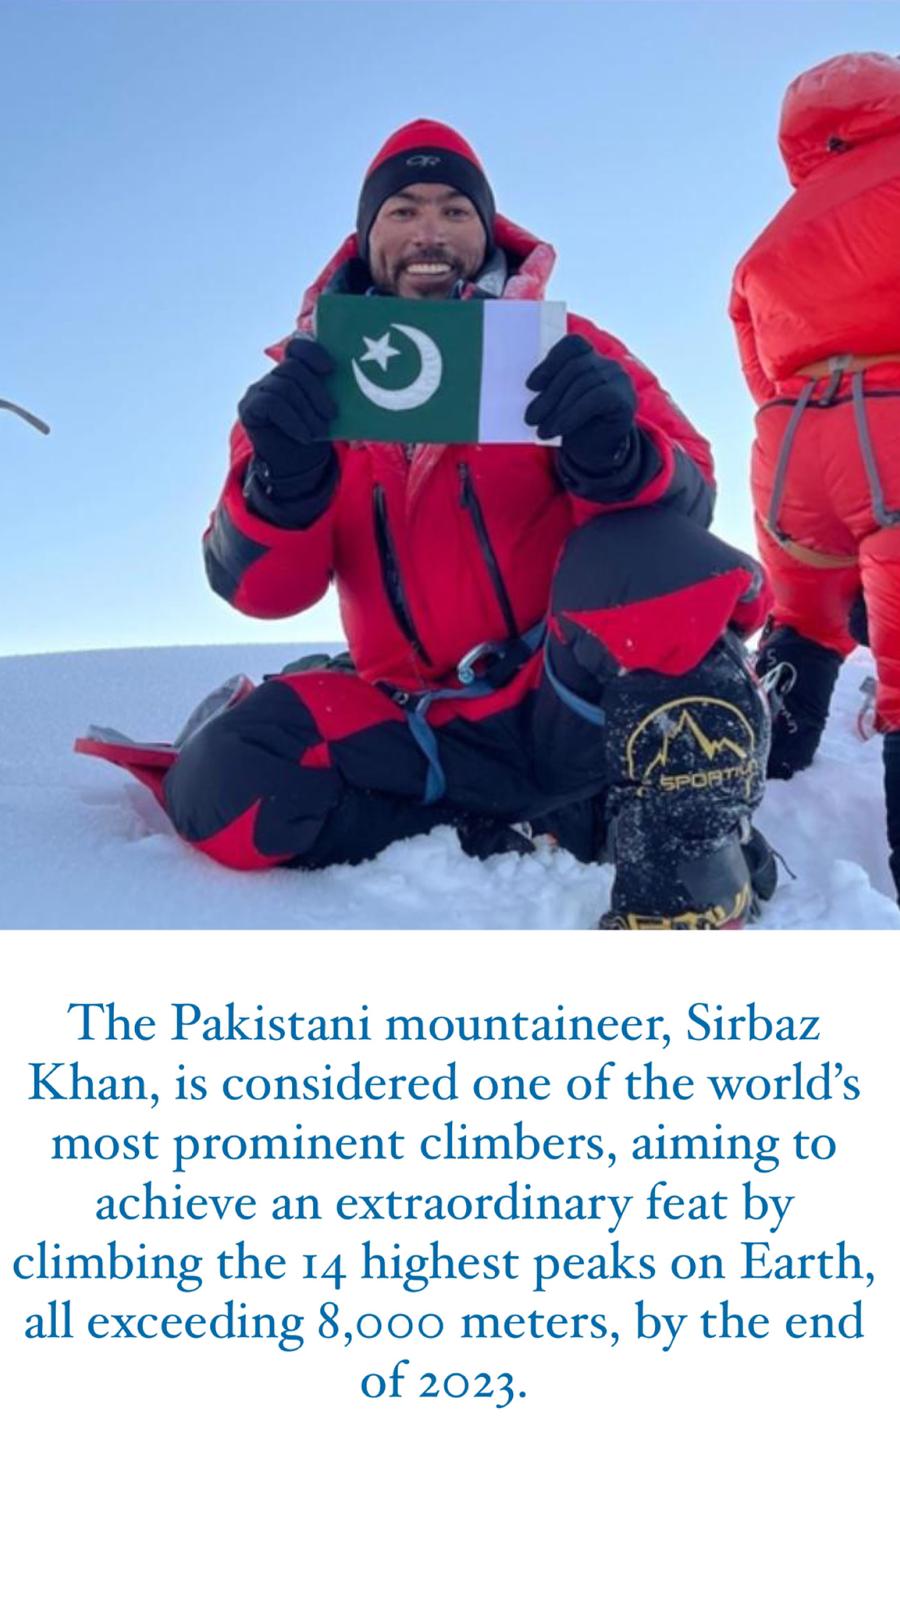 OR
SPORTIVA
The Pakistani mountaineer, Sirbaz
Khan, is considered one of the world’s
most prominent climbers, aiming to
achieve an extraordinary feat by
climbing the 14 highest peaks on Earth,
all exceeding 8,000 meters, by the end
of 2023.